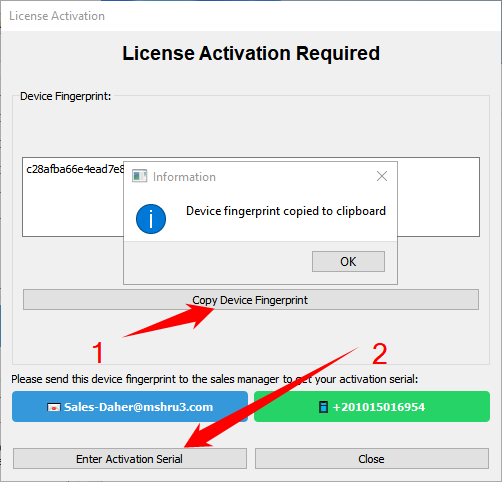 License Activation
License Activation Required
Device Fingerprint:
c28afba66e4ead7e8
Information
Device fingerprint copied to clipboard
OK
Copy Device Fingerprint
1
2
Please send this device fingerprint to the sales manager to get your activation serial:
Sales-Daher@mshru3.com
+201015016954
Enter Activation Serial
Close